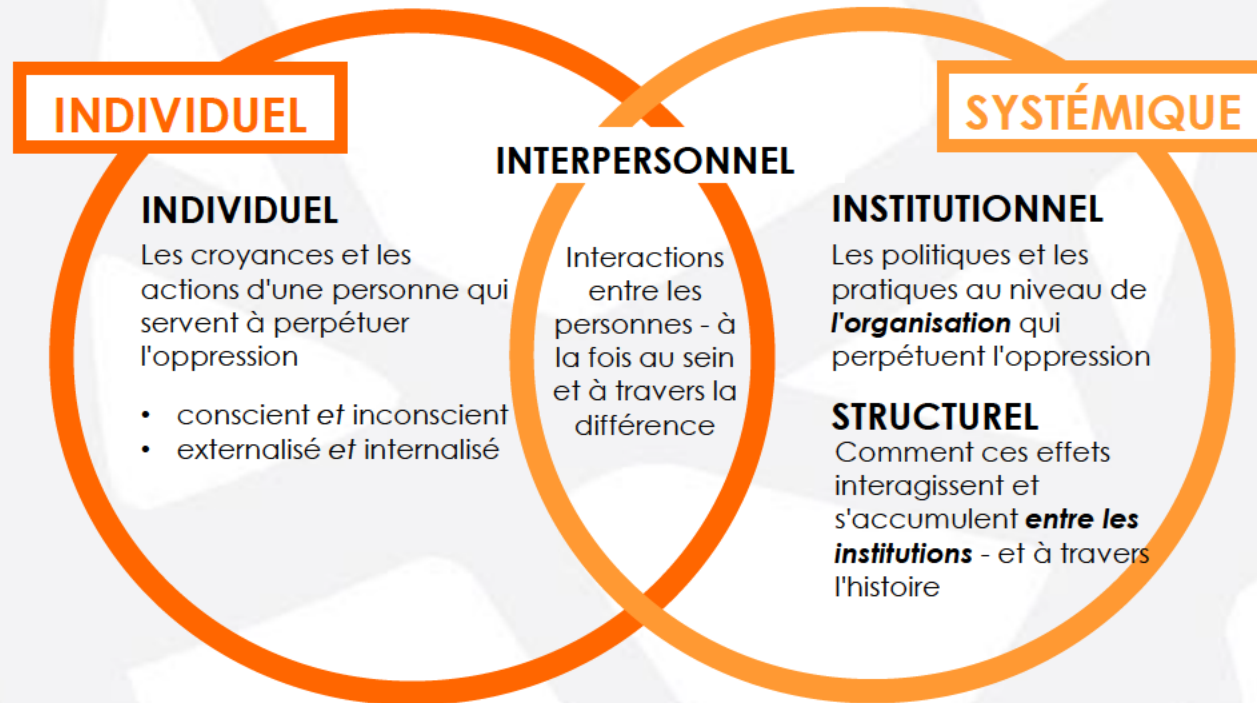 INDIVIDUEL
SYSTÉMIQUE
INTERPERSONNEL
INDIVIDUEL
Les croyances et les
actions d'une personne qui
servent à perpétuer
l'oppression
• conscient et inconscient
• externalisé et internalisé
Interactions
entre les
personnes - à
la fois au sein
et à travers la
différence
INSTITUTIONNEL
Les politiques et les
pratiques au niveau de
l'organisation qui
perpétuent l'oppression
STRUCTUREL
Comment ces effets
interagissent et
s'accumulent entre les
institutions - et à travers
l'histoire